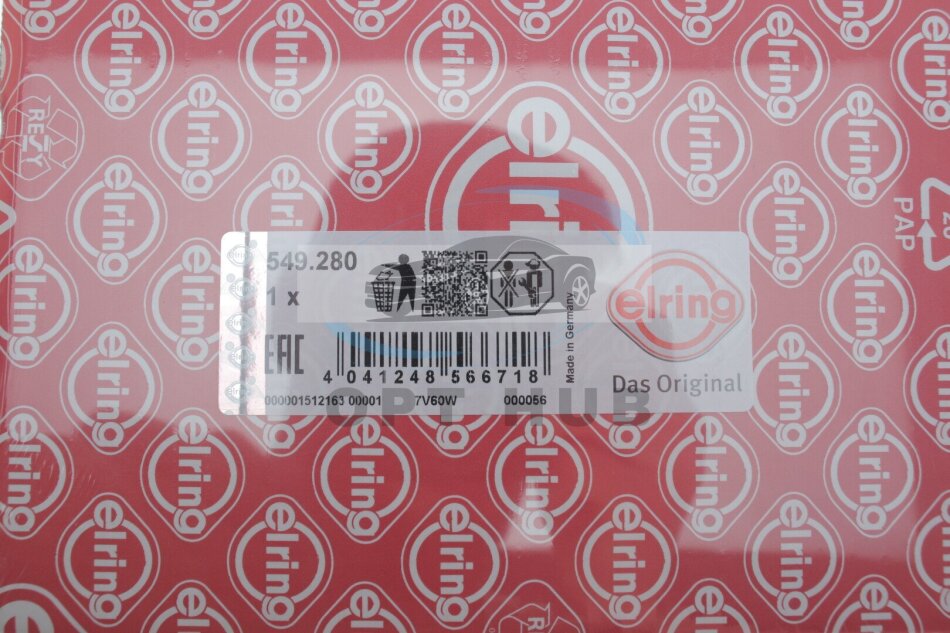 elring
RESY
PAP
549.280
1 x
EAC
4 041248 566718
Made in Germany
000001512163 00001 7V60W 000056
elring
Das Original
OPT HUB